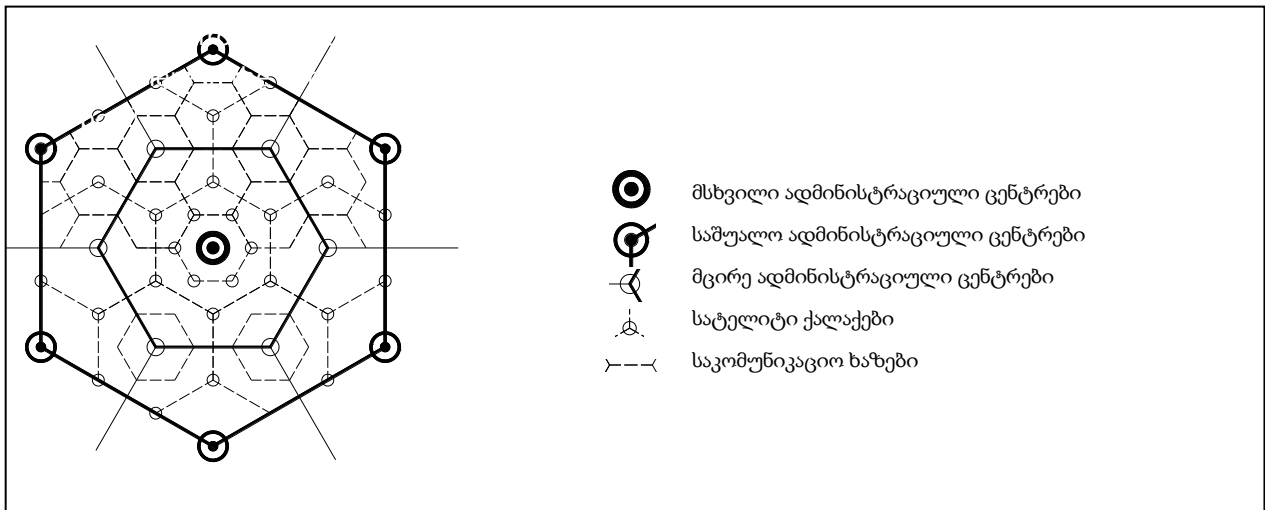 მსხვილი ადმინისტრაციული ცენტრები
საშუალო ადმინისტრაციული ცენტრები
მცირე ადმინისტრაციული ცენტრები
სატელიტი ქალაქები
საკომუნიკაციო ხაზები